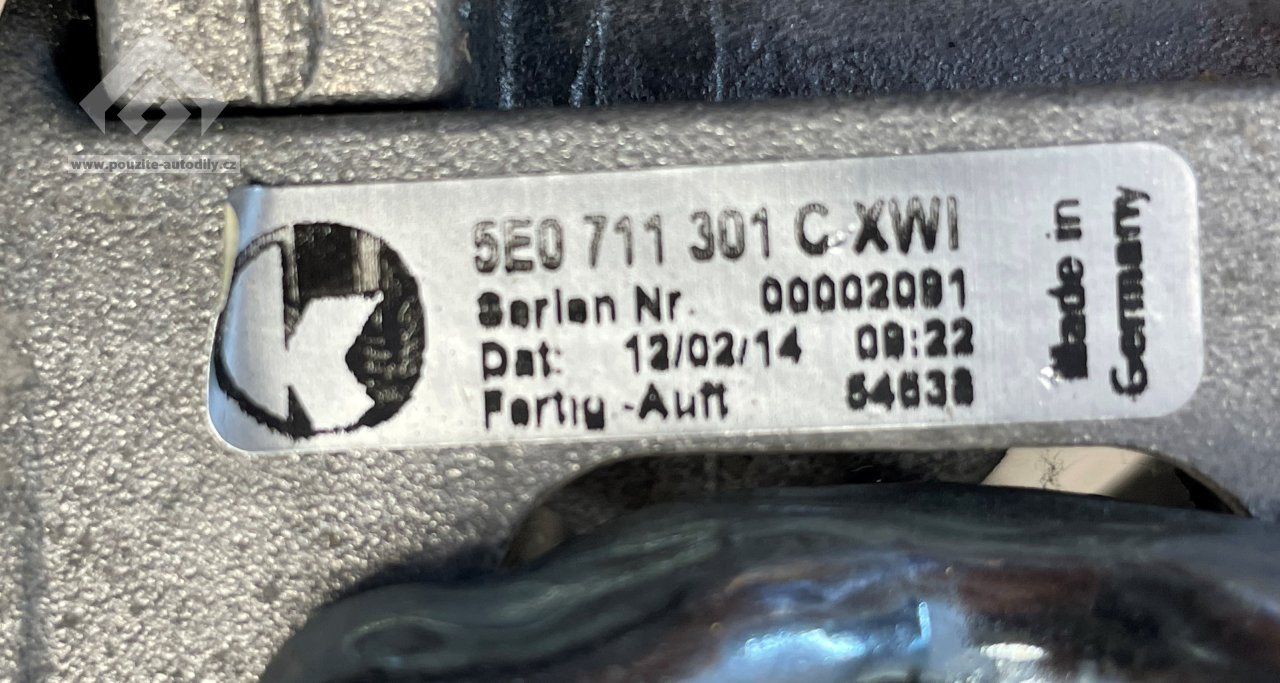 www.pouzite-autodily.cz
5E0 711 301 C XWI
Serien Nr. 00002091
Dat: 12/02/14 09:22
Fertig-Auft 54638
Made in
Germany